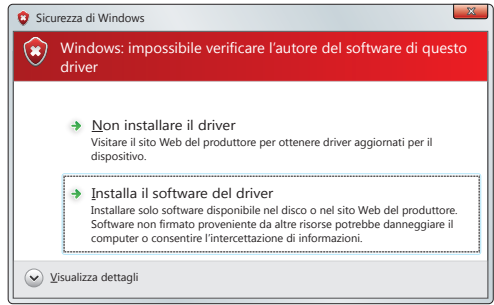 Sicurezza di Windows
Windows: impossibile verificare l'autore del software di questo
driver
Non installare il driver
Visitare il sito Web del produttore per ottenere driver aggiornati per il
dispositivo.
Installa il software del driver
Installare solo software disponibile nel disco o nel sito Web del produttore.
Software non firmato proveniente da altre risorse potrebbe danneggiare il
computer o consentire l'intercettazione di informazioni.
Visualizza dettagli